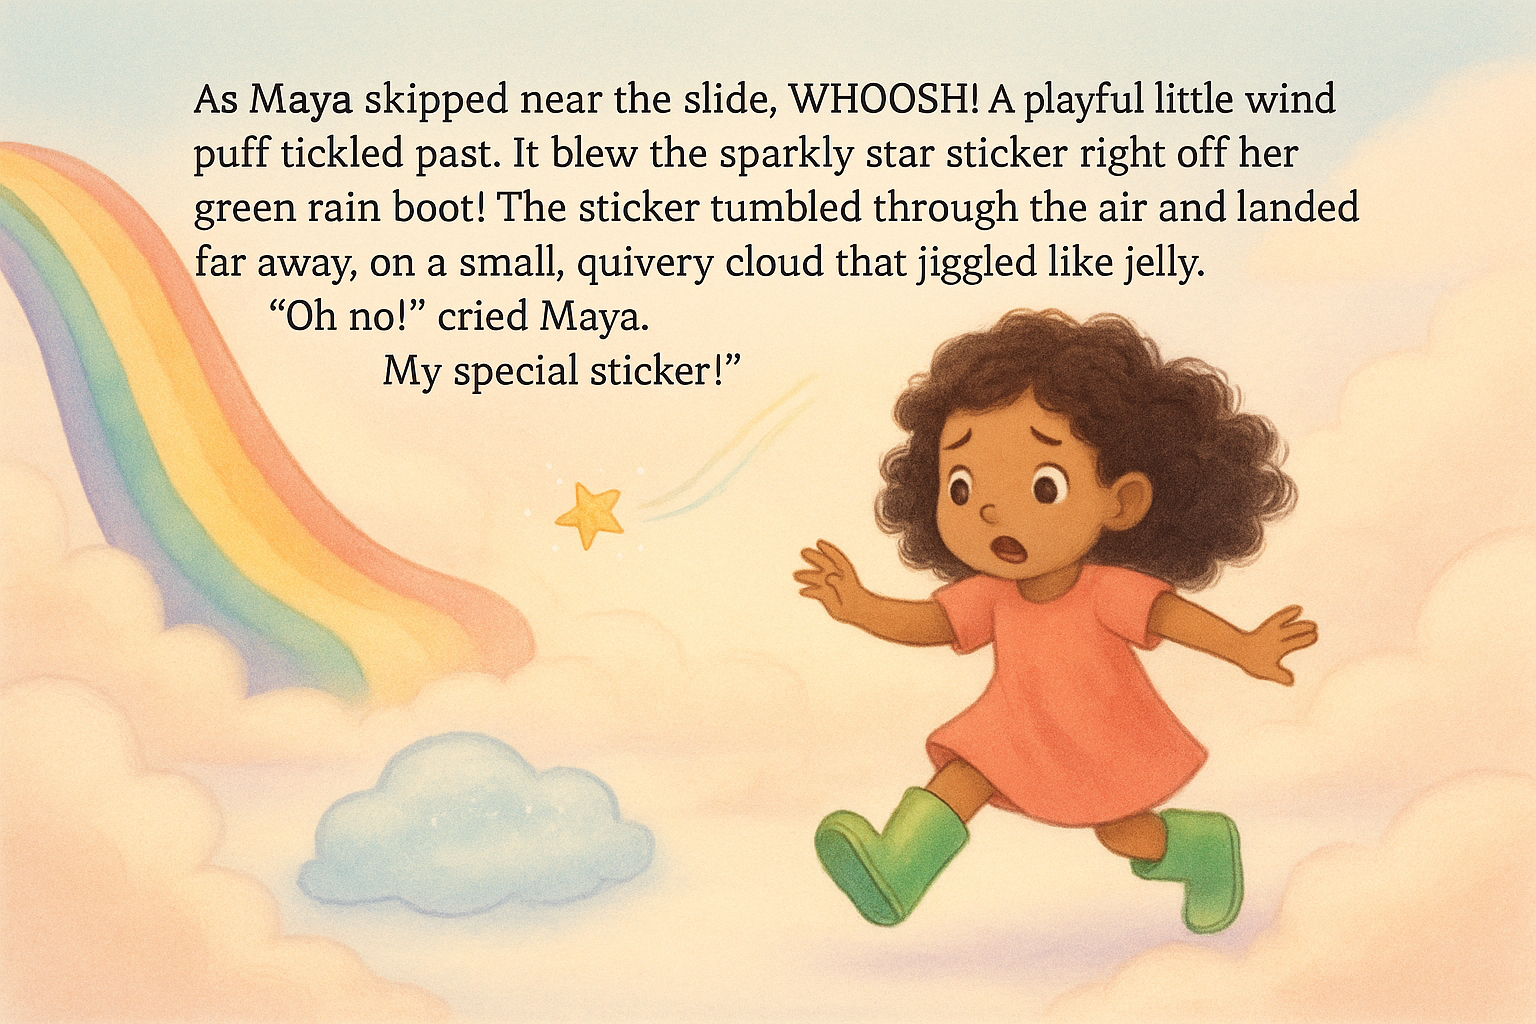 As Maya skipped near the slide, WHOOSH! A playful little wind
puff tickled past. It blew the sparkly star sticker right off her
green rain boot! The sticker tumbled through the air and landed
far away, on a small, quivery cloud that jiggled like jelly.
“Oh no!” cried Maya.
My special sticker!”